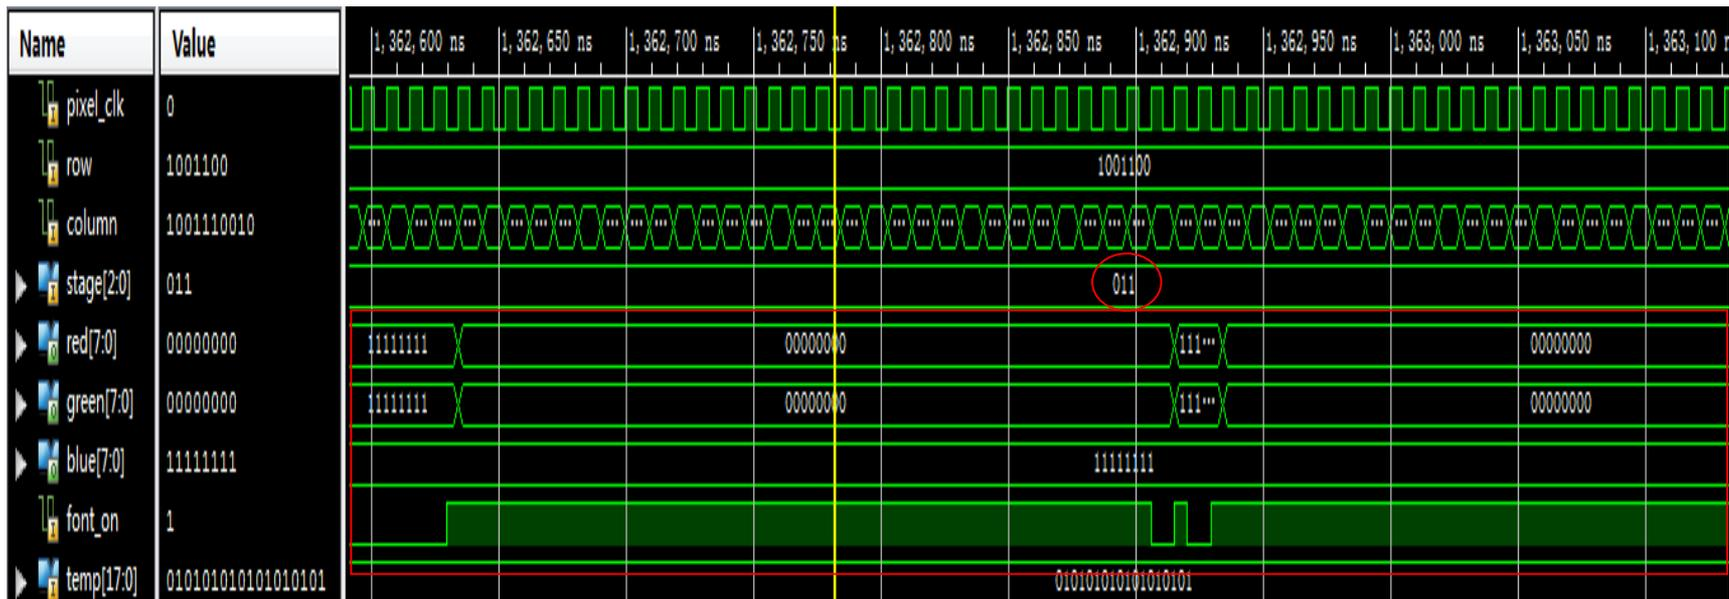 Name Value 1,362,600 ns 1,362,650 ns 1,362,700 ns 1,362,750 ns 1,362,800 ns 1,362,850 ns 1,362,900 ns 1,362,950 ns 1,363,000 ns 1,363,050 ns 1,363,100 n
pixel_clk 0
row 1001100 1001100
column 1001110010
stage[2:0] 011 011
red[7:0] 00000000 11111111 00000000 111... 00000000
green[7:0] 00000000 11111111 00000000 111... 00000000
blue[7:0] 11111111 11111111
font_on 1
temp[17:0] 010101010101010101 010101010101010101